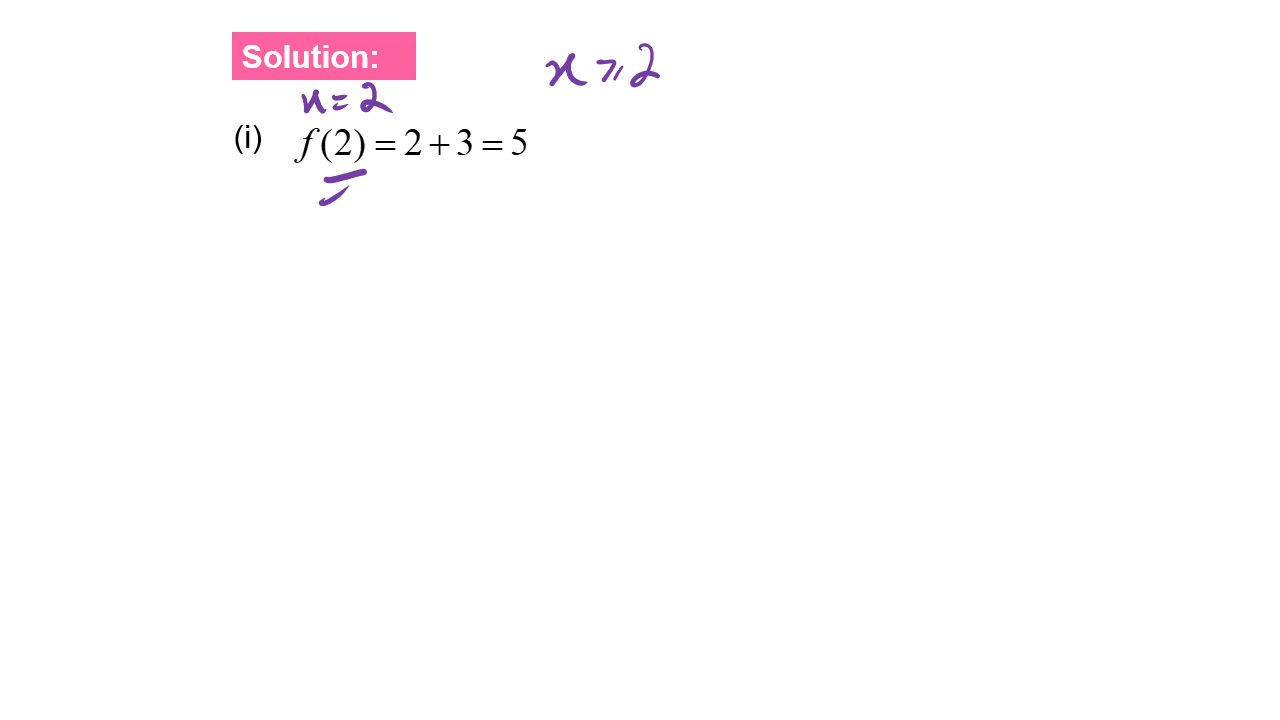 Solution:
x ≥ 2
x = 2
(i) f(2) = 2 + 3 = 5